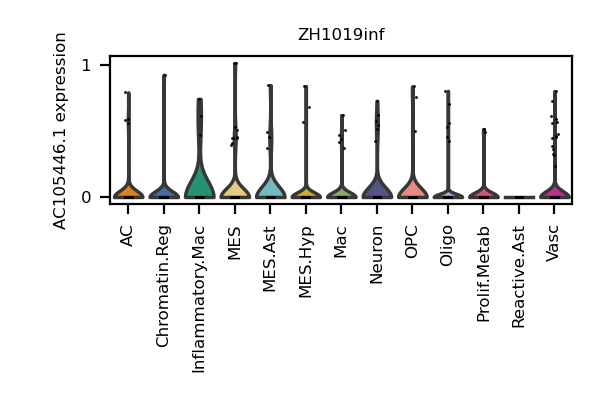 ZH1019inf
AC105446.1 expression
1
0
AC
Chromatin.Reg
Inflammatory.Mac
MES
MES.Ast
MES.Hyp
Mac
Neuron
OPC
Oligo
Prolif.Metab
Reactive.Ast
Vasc